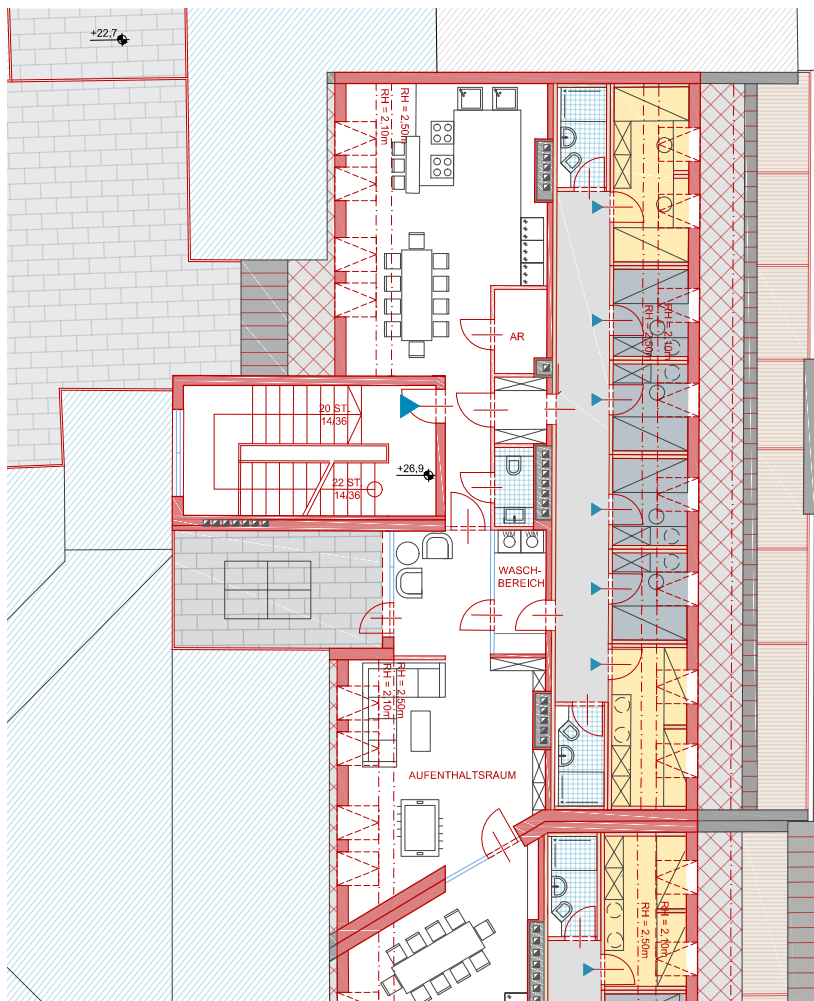 +22,7
RH = 2,50m
RH = 2,10m
AR
RH = 2,10m
RH = 2,50m
20 ST.
14/36
+26,9
22 ST.
14/36
WM
WM
WASCH-
BEREICH
RH = 2,50m
RH = 2,10m
AUFENTHALTSRAUM
RH = 2,10m
RH = 2,50m